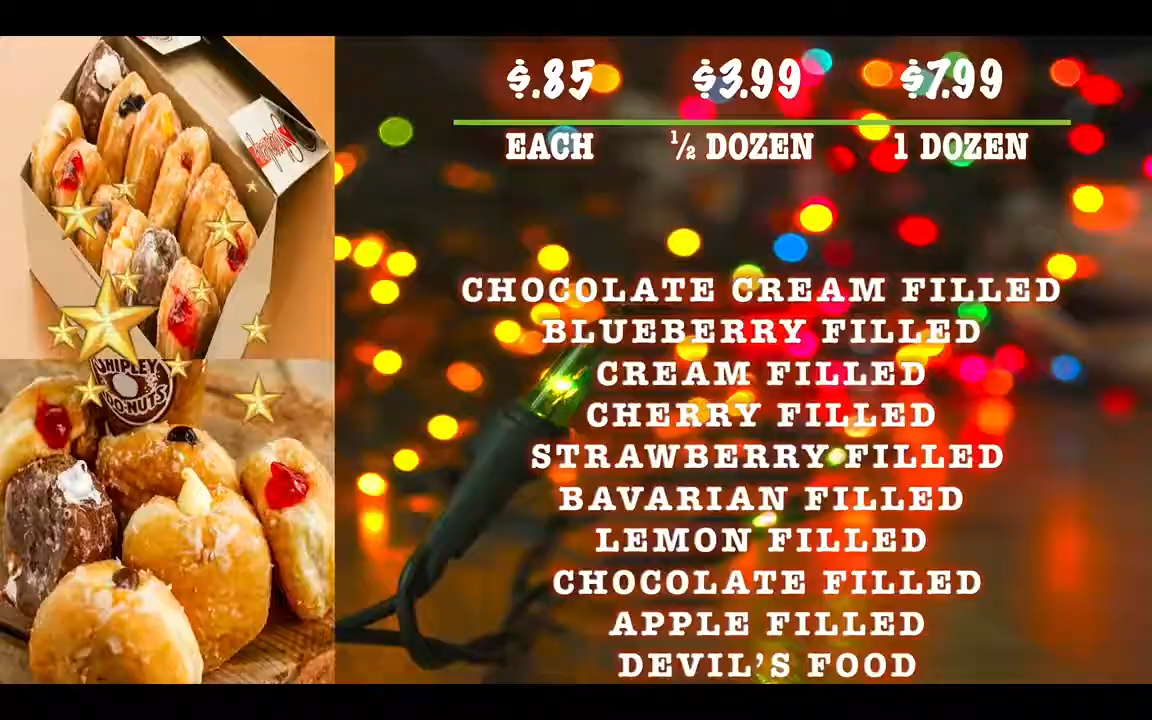 $.85 $3.99 $7.99
EACH ½ DOZEN 1 DOZEN
CHOCOLATE CREAM FILLED
BLUEBERRY FILLED
CREAM FILLED
CHERRY FILLED
STRAWBERRY FILLED
BAVARIAN FILLED
LEMON FILLED
CHOCOLATE FILLED
APPLE FILLED
DEVIL'S FOOD
SHIPLEY
DO-NUTS